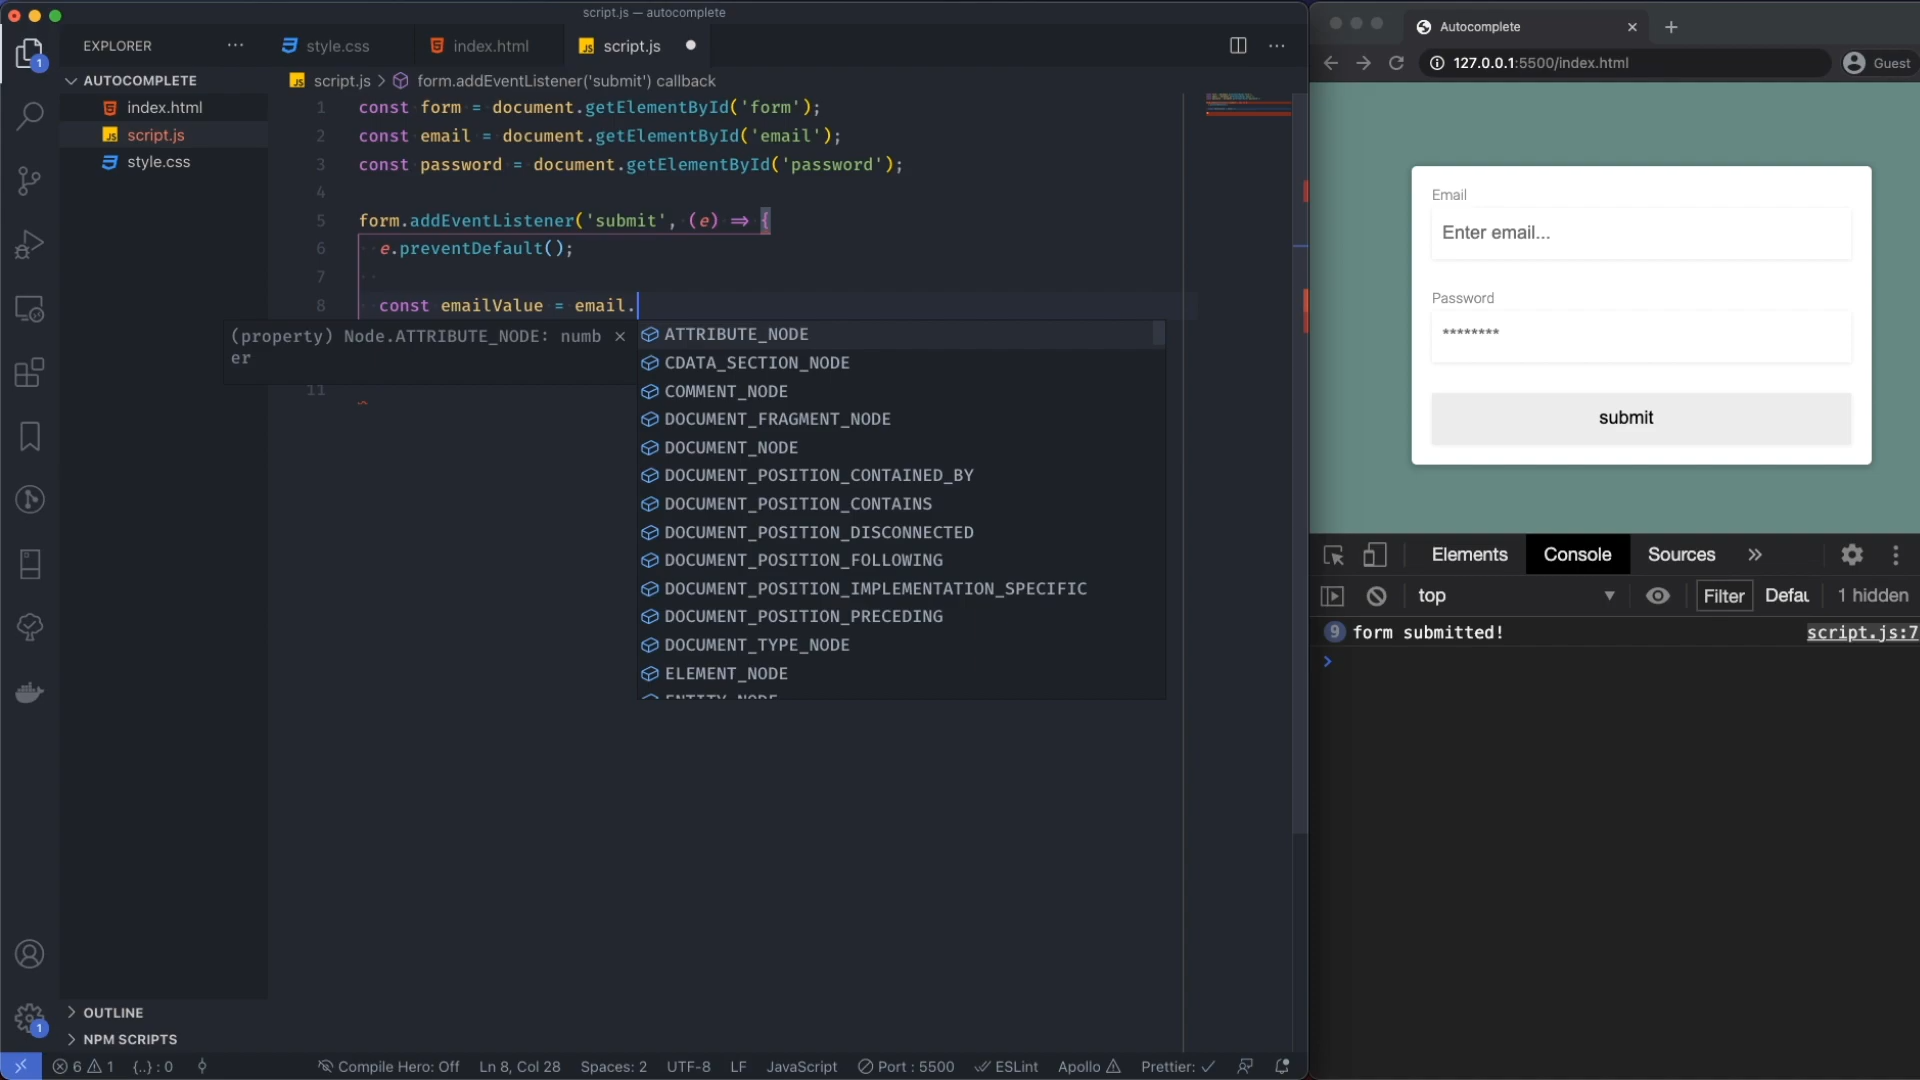 script.js — autocomplete
EXPLORER
style.css
index.html
script.js
1
AUTOCOMPLETE
index.html
script.js
style.css
script.js > form.addEventListener('submit') callback
1 const form = document.getElementById('form');
2 const email = document.getElementById('email');
3 const password = document.getElementById('password');
4
5 form.addEventListener('submit', (e) ⇒ {
6 e.preventDefault();
7
8 const emailValue = email.
(property) Node.ATTRIBUTE_NODE: numb
er
11
ATTRIBUTE_NODE
CDATA_SECTION_NODE
COMMENT_NODE
DOCUMENT_FRAGMENT_NODE
DOCUMENT_NODE
DOCUMENT_POSITION_CONTAINED_BY
DOCUMENT_POSITION_CONTAINS
DOCUMENT_POSITION_DISCONNECTED
DOCUMENT_POSITION_FOLLOWING
DOCUMENT_POSITION_IMPLEMENTATION_SPECIFIC
DOCUMENT_POSITION_PRECEDING
DOCUMENT_TYPE_NODE
ELEMENT_NODE
OUTLINE
NPM SCRIPTS
1
6 1 {..} : 0 Compile Hero: Off Ln 8, Col 28 Spaces: 2 UTF-8 LF JavaScript Port : 5500 ESLint Apollo Prettier: ✓
Autocomplete
127.0.0.1:5500/index.html
Guest
Email
Enter email...
Password
********
submit
Elements Console Sources »
top Filter Defau 1 hidden
9 form submitted! script.js:7
>